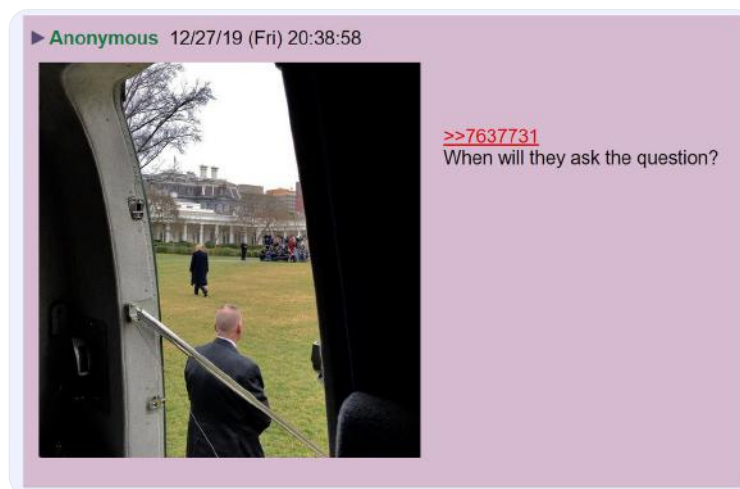 Anonymous 12/27/19 (Fri) 20:38:58
>>7637731
When will they ask the question?